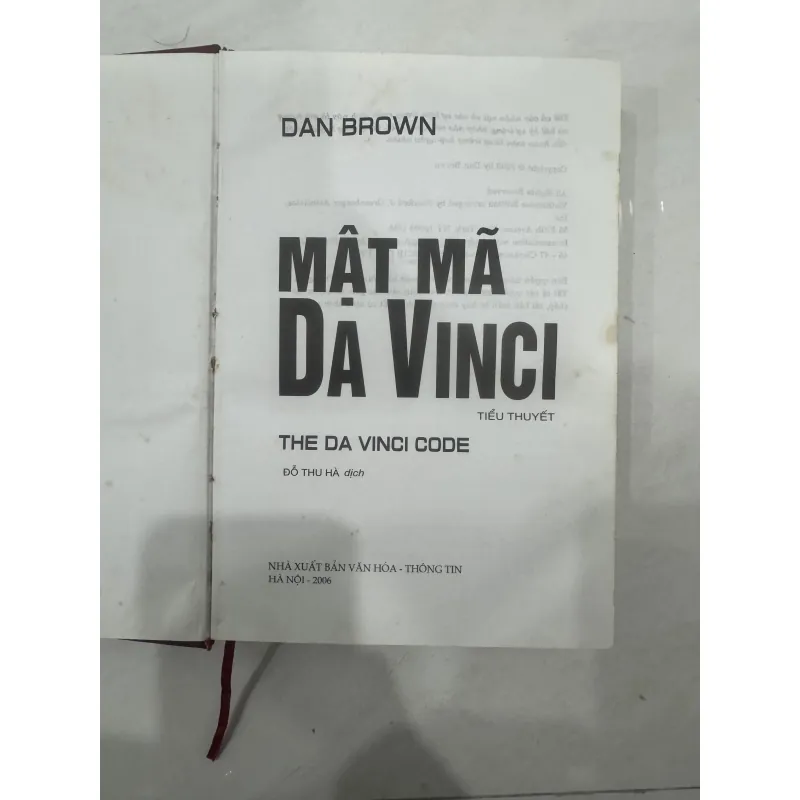 DAN BROWN
MẬT MÃ
DA VINCI
TIỂU THUYẾT
THE DA VINCI CODE
ĐỖ THU HÀ dịch
NHÀ XUẤT BẢN VĂN HÓA - THÔNG TIN
HÀ NỘI - 2006